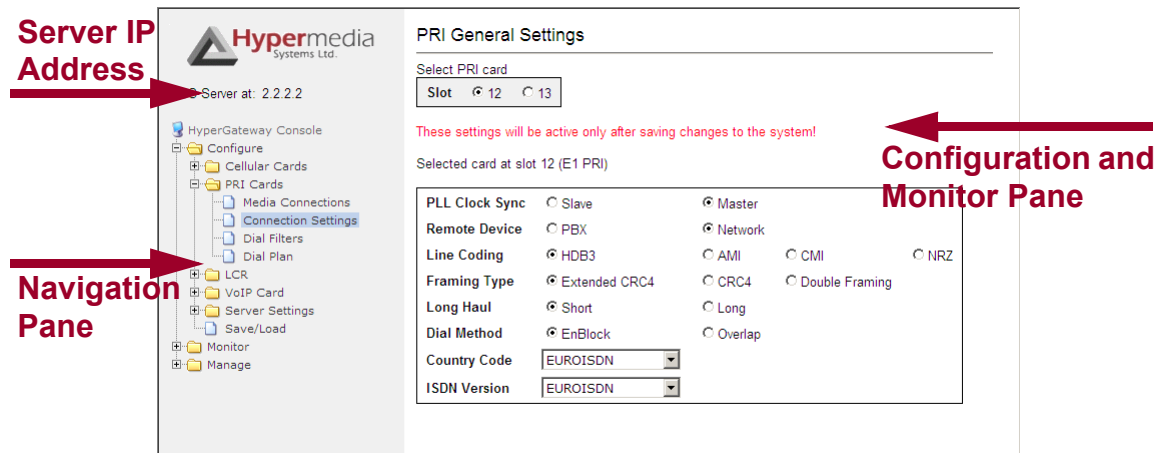 Server IP
Address
Hypermedia
Systems Ltd.
Server at: 2.2.2.2
HyperGateway Console
Configure
Cellular Cards
PRI Cards
Media Connections
Connection Settings
Dial Filters
Dial Plan
LCR
VoIP Card
Server Settings
Save/Load
Monitor
Manage
Navigation
Pane
PRI General Settings
Select PRI card
Slot 12 13
These settings will be active only after saving changes to the system!
Selected card at slot 12 (E1 PRI)
Configuration and
Monitor Pane
PLL Clock Sync Slave Master
Remote Device PBX Network
Line Coding HDB3 AMI CMI NRZ
Framing Type Extended CRC4 CRC4 Double Framing
Long Haul Short Long
Dial Method EnBlock Overlap
Country Code EUROISDN
ISDN Version EUROISDN